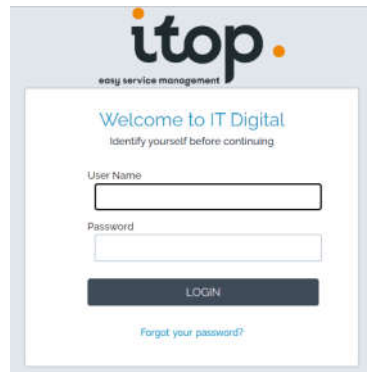 itop
easy service management
Welcome to IT Digital
Identify yourself before continuing
User Name
Password
LOGIN
Forgot your password?